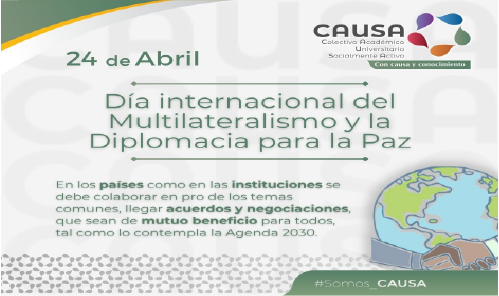 CAUSA
Colectivo Académico
Universitario
Socialmente Activo
Con causa y conocimiento
24 de Abril
Día internacional del
Multilateralismo y la
Diplomacia para la Paz
En los países como en las instituciones se
debe colaborar en pro de los temas
comunes, llegar acuerdos y negociaciones,
que sean de mutuo beneficio para todos,
tal como lo contempla la Agenda 2030.
#Somos_CAUSA